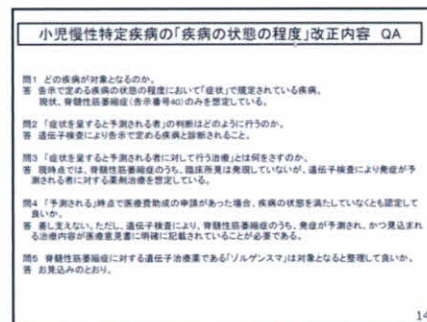 小児慢性特定疾病の「疾病の状態の程度」改正内容 QA
問1 どの疾病が対象となるのか。
答 告示で定める疾病の状態の程度において「症状」で規定されている疾病。
現状、脊髄性筋萎縮症(告示番号40)のみを想定している。
問2 「症状を呈すると予測される者」の判断はどのように行うのか。
答 遺伝子検査により告示で定める疾病と診断されること。
問3 「症状を呈すると予測される者に対して行う治療」とは何をさすのか。
答 現時点では、脊髄性筋萎縮症のうち、臨床所見は発現していないが、遺伝子検査により発症が予
測される者に対する薬剤治療を想定している。
問4 「予測される」時点で医療費助成の申請があった場合、疾病の状態を満たしていなくとも認定して
良いか。
答 差し支えない。ただし、遺伝子検査により、脊髄性筋萎縮症のうち、発症が予測され、かつ見込まれ
る治療内容が医療意見書に明確に記載されていることが必要である。
問5 脊髄性筋萎縮症に対する遺伝子治療薬である「ゾルゲンスマ」は対象となると整理して良いか。
答 お見込みのとおり。
14